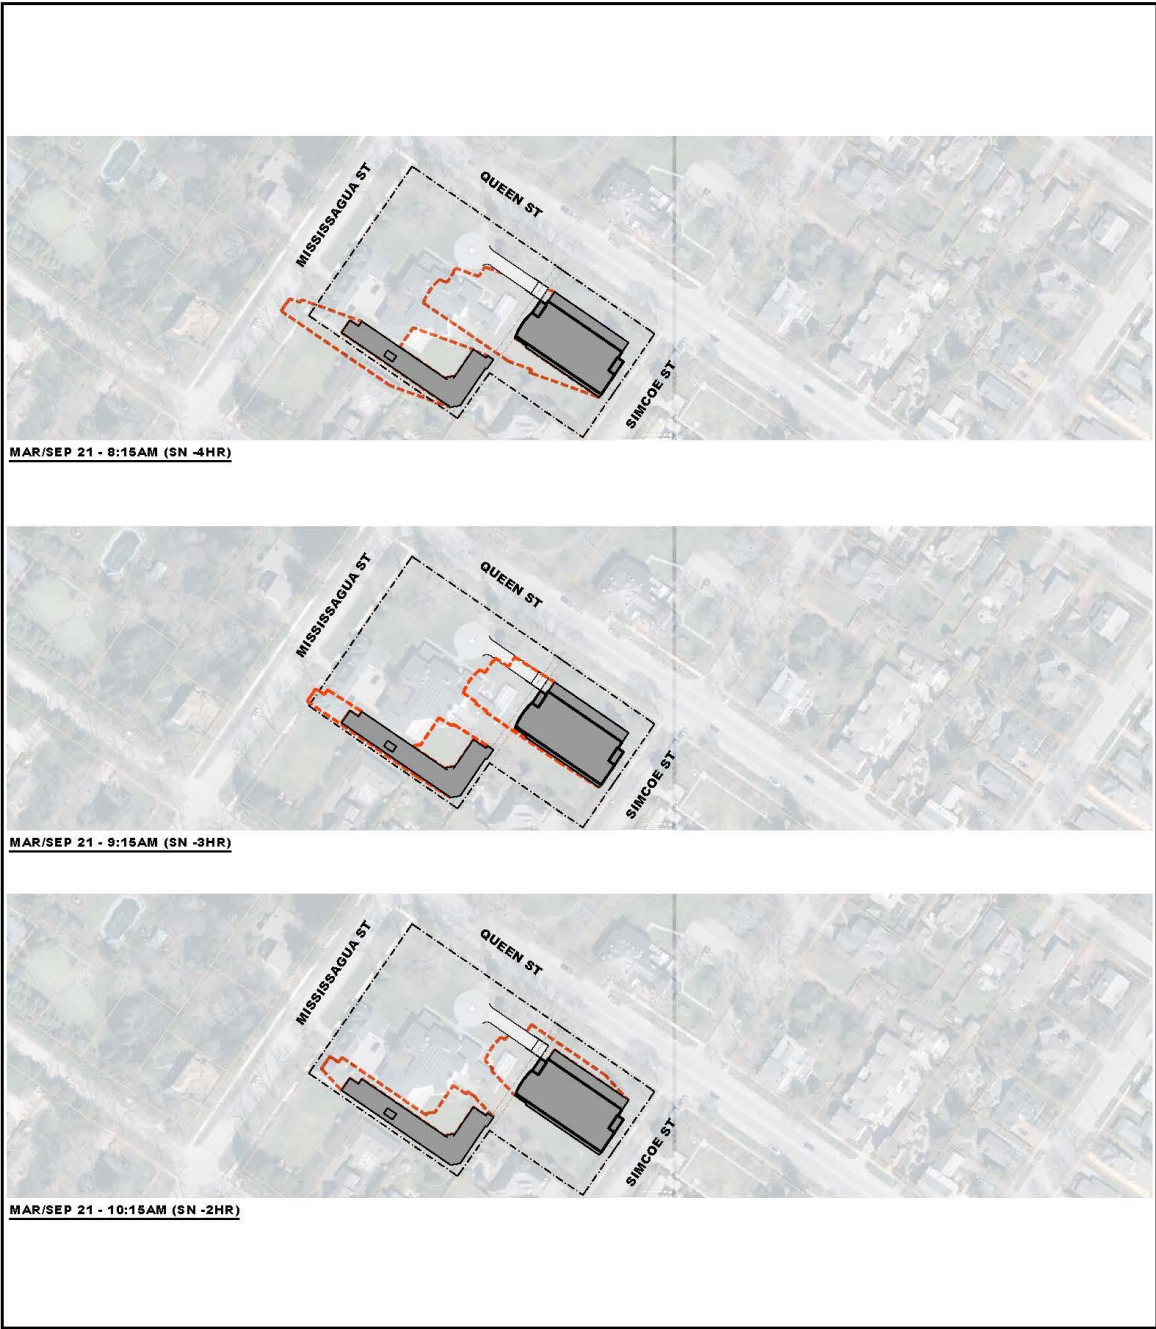 MISSISSAGUA ST
QUEEN ST
SIMCOE ST
MAR/SEP 21 - 8:15AM (SN -4HR)
MISSISSAGUA ST
QUEEN ST
SIMCOE ST
MAR/SEP 21 - 9:15AM (SN -3HR)
MISSISSAGUA ST
QUEEN ST
SIMCOE ST
MAR/SEP 21 - 10:15AM (SN -2HR)